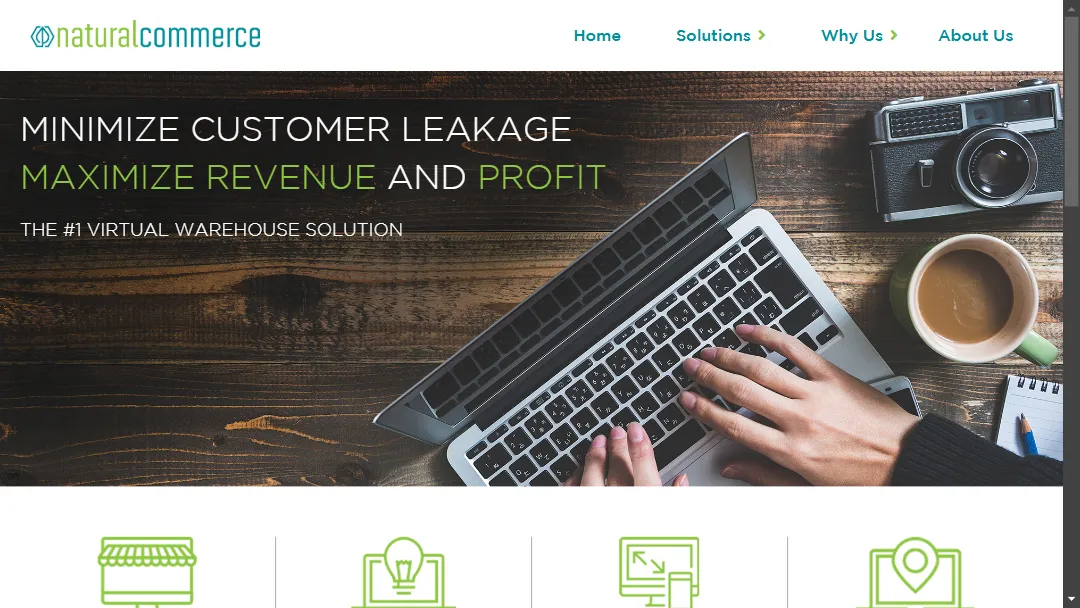 naturalcommerce
Home
Solutions
Why Us
About Us
MINIMIZE CUSTOMER LEAKAGE
MAXIMIZE REVENUE AND PROFIT
THE #1 VIRTUAL WAREHOUSE SOLUTION